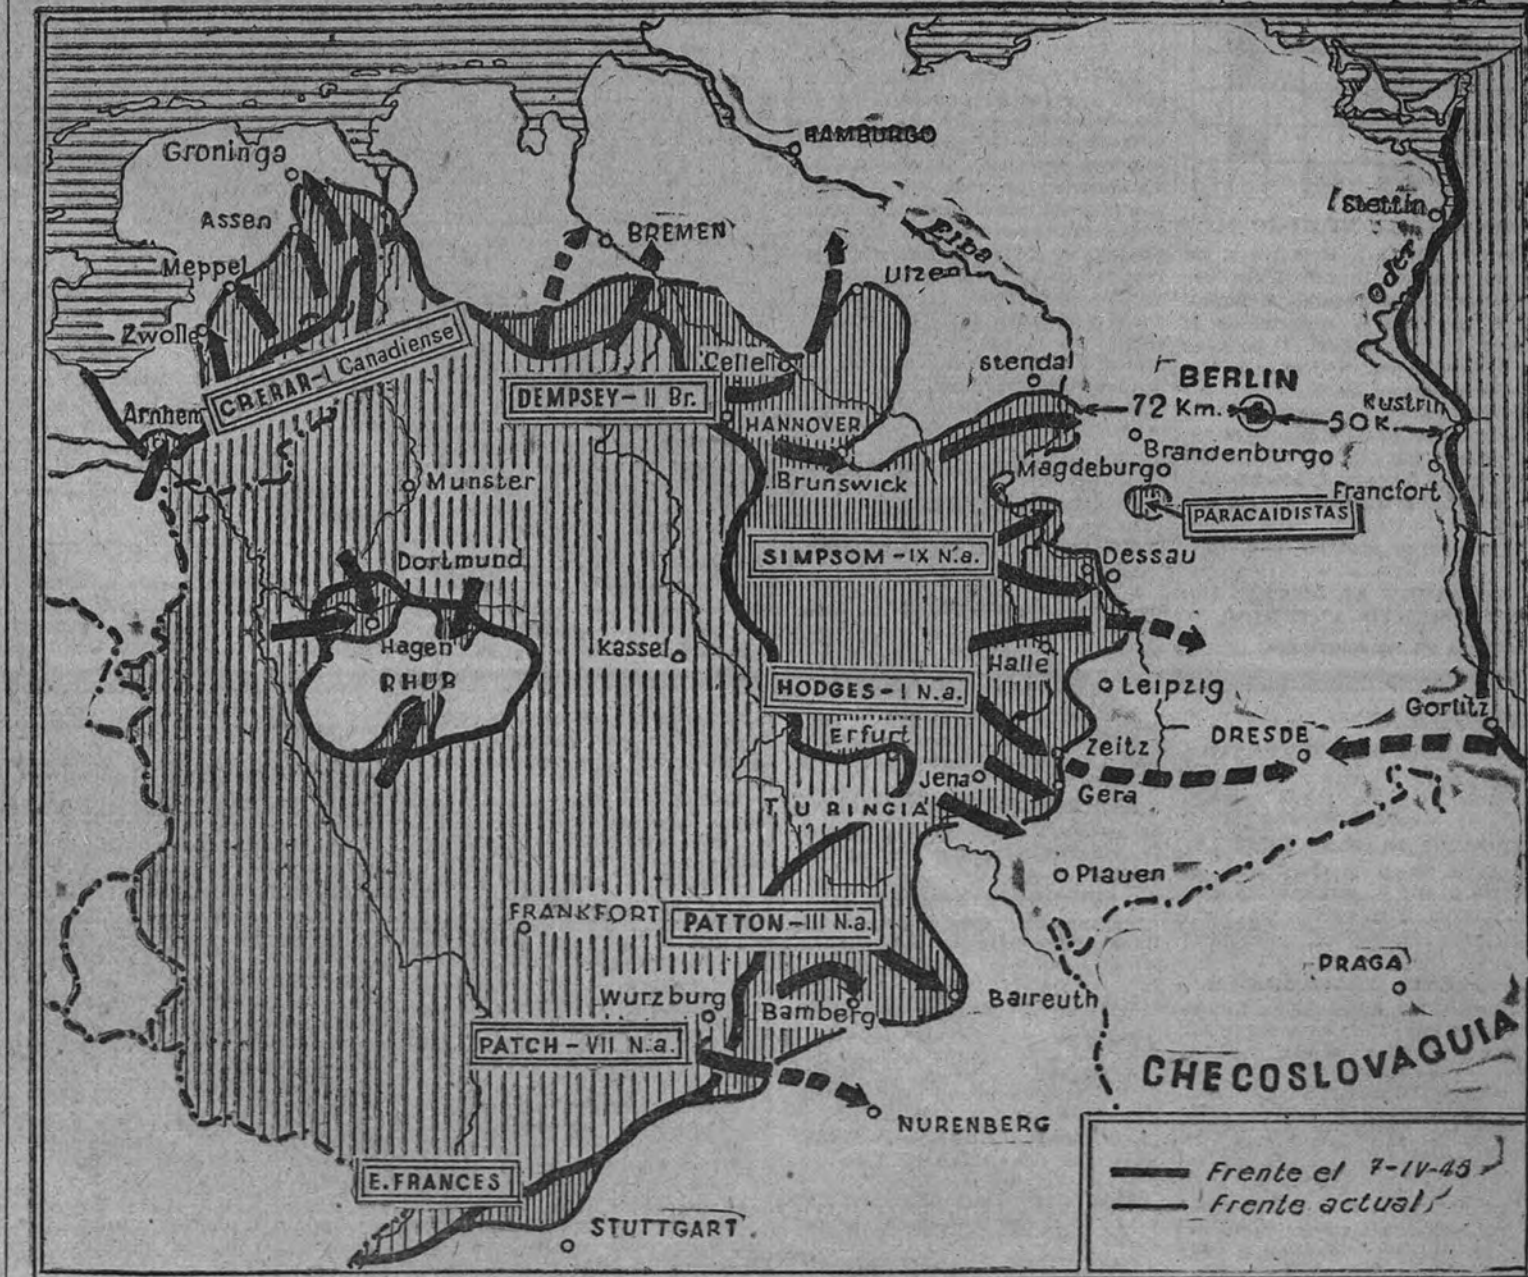 HAMBURGO
Groninga
Stettin
Assen
BREMEN
Elba
Oder
Meppel
Ulzen
Zwolle
CRERAR-I Canadiense
Celle
Stendal
BERLIN
DEMPSEY-II Br.
72 Km.
50K.
Kustrin
Arnhem
HANNOVER
Brandenburgo
Magdeburgo
Munster
Brunswick
Francfort
PARACAIDISTAS
SIMPSOM-IX N.a.
Dortmund
Dessau
Hagen
Kassel
Halle
RHUR
HODGES-I N.a.
Leipzig
Gorlitz
Erfurt
Zeitz
DRESDE
Jena
Gera
TURINGIA
Plauen
FRANKFORT
PATTON-III N.a.
PRAGA
Wurzburg
Bamberg
Baireuth
PATCH-VII N.a.
CHECOSLOVAQUIA
NURENBERG
E. FRANCES
Frente el 7-IV-45
Frente actual
STUTTGART